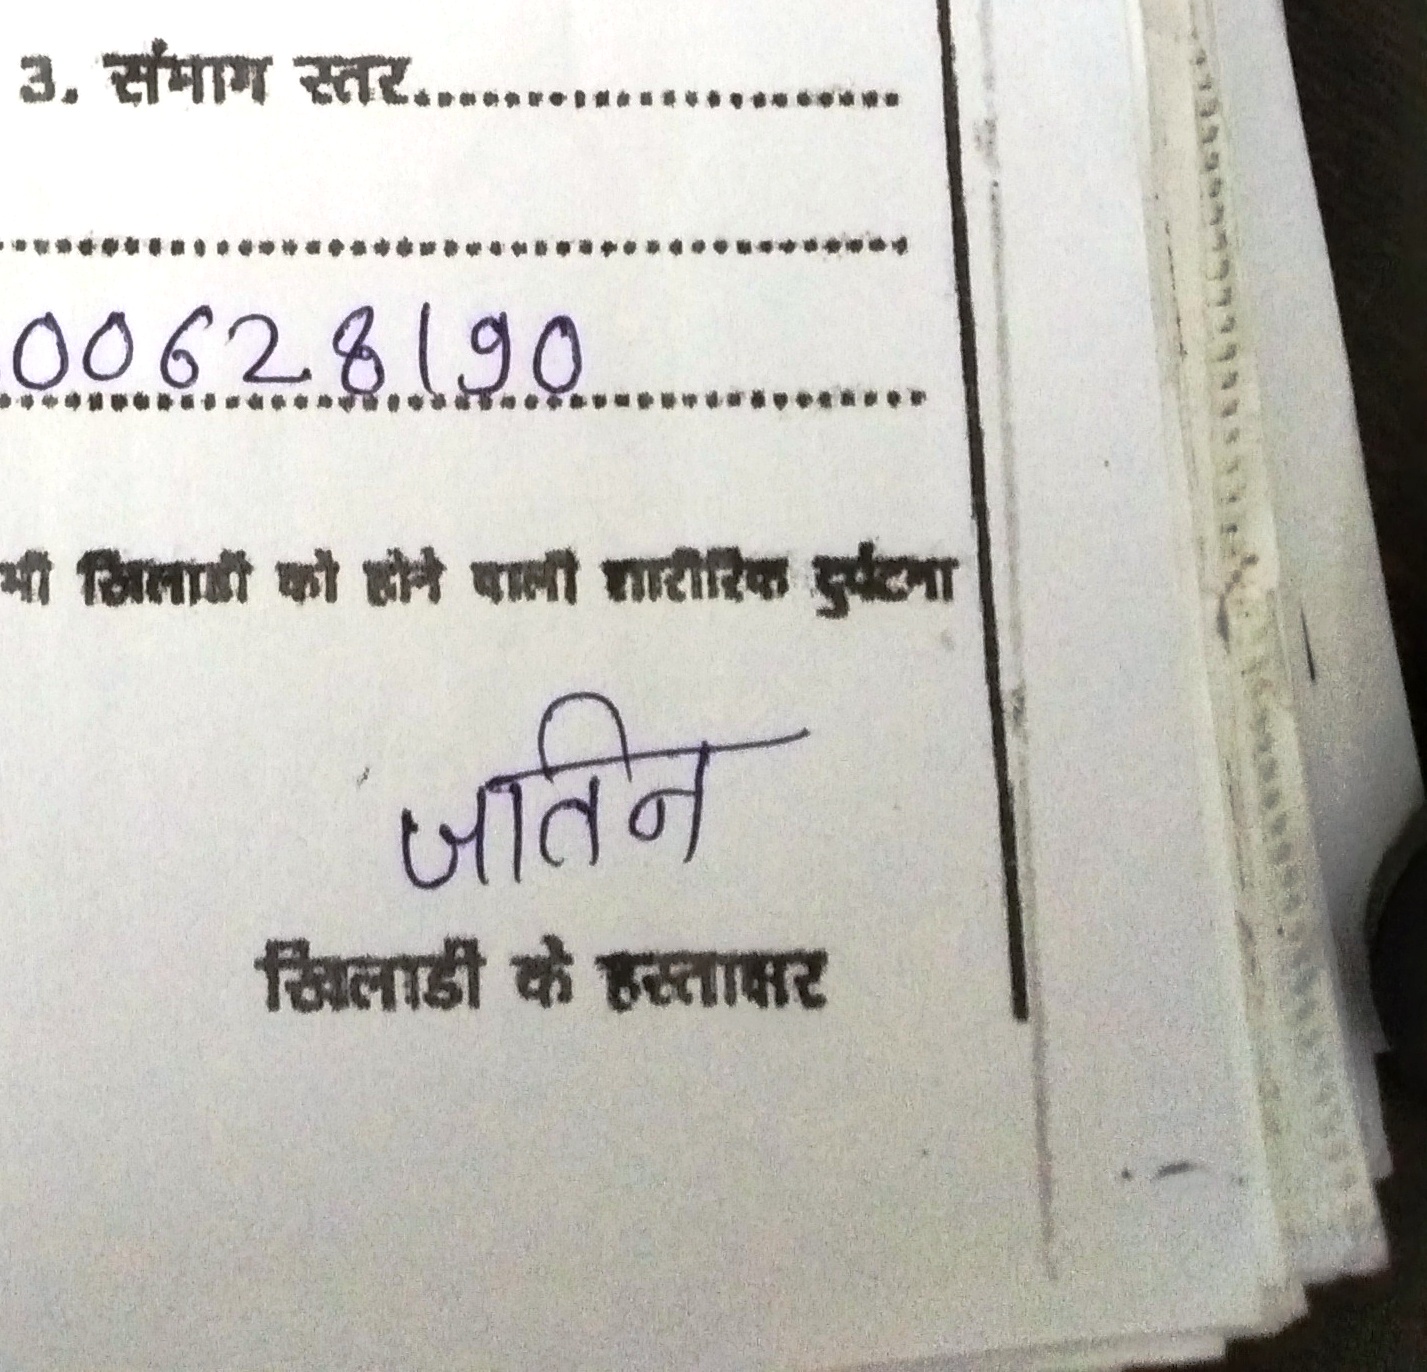 3. संभाग स्तर........................................
........................................................................
00628190
भी खिलाडी को होने वाली शारीरिक दुर्घटना
जतिन
खिलाडी के हस्ताक्षर